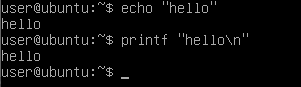 user@ubuntu:~$ echo "hello"
hello
user@ubuntu:~$ printf "hello\n"
hello
user@ubuntu:~$ _